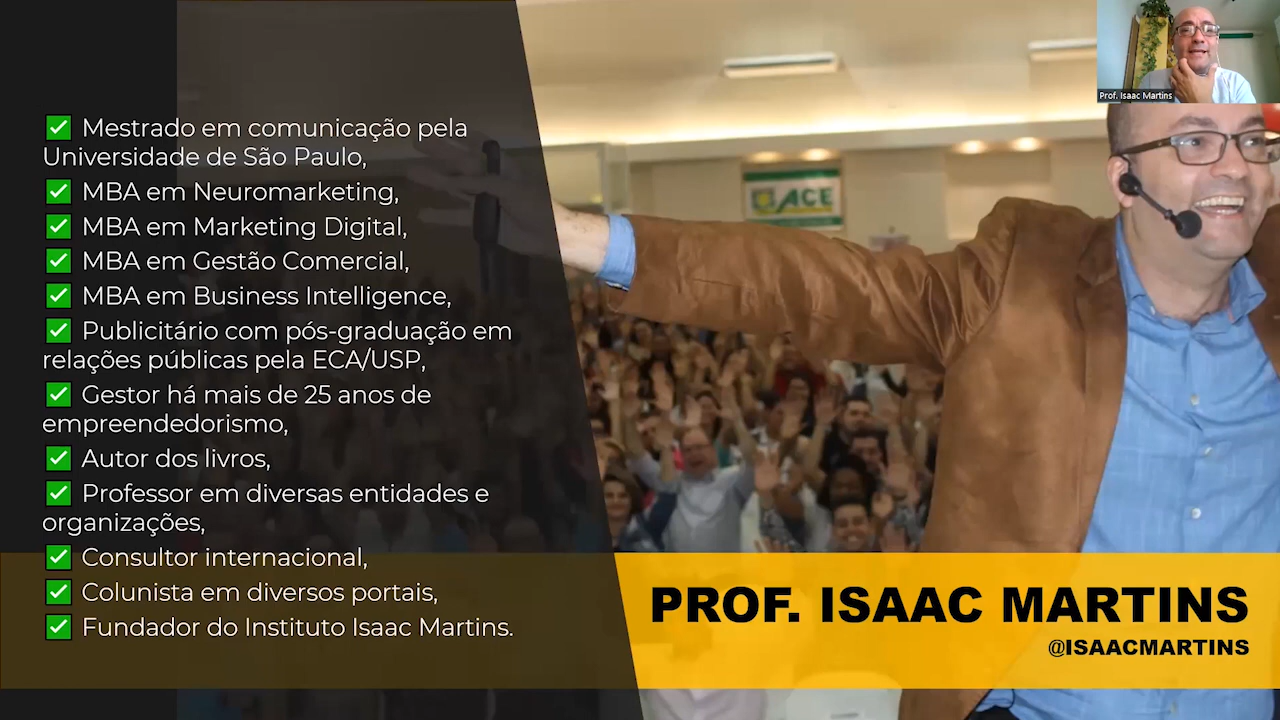 Prof. Isaac Martins
✅ Mestrado em comunicação pela
Universidade de São Paulo,
✅ MBA em Neuromarketing,
✅ MBA em Marketing Digital,
✅ MBA em Gestão Comercial,
✅ MBA em Business Intelligence,
✅ Publicitário com pós-graduação em
relações públicas pela ECA/USP,
✅ Gestor há mais de 25 anos de
empreendedorismo,
✅ Autor dos livros,
✅ Professor em diversas entidades e
organizações,
✅ Consultor internacional,
✅ Colunista em diversos portais,
✅ Fundador do Instituto Isaac Martins.
ACE
PROF. ISAAC MARTINS
@ISAACMARTINS